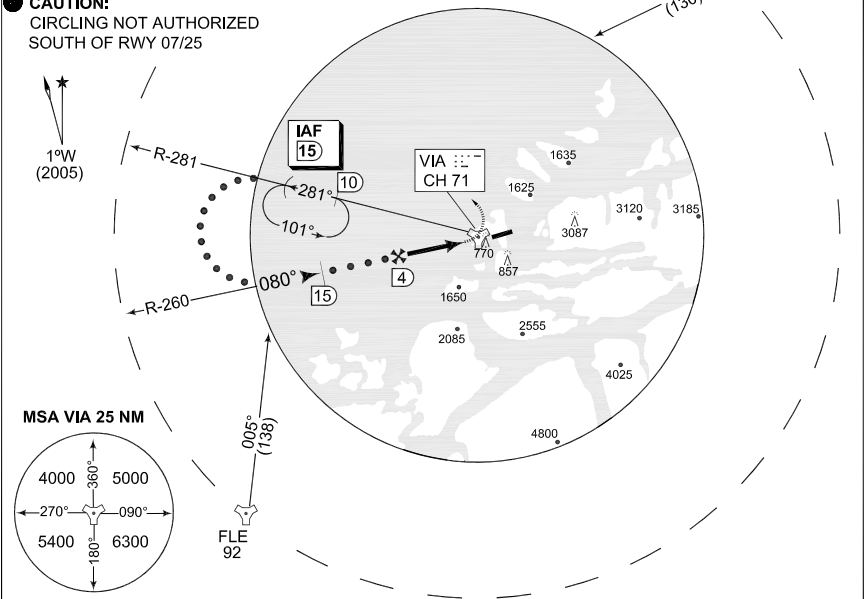 CAUTION:
CIRCLING NOT AUTHORIZED
SOUTH OF RWY 07/25
1°W
(2005)
R-281
IAF
15
10
281°
101°
VIA
CH 71
1635
1625
3120
3185
3087
770
857
4
080°
15
R-260
1650
2085
2555
4025
4800
005°
(138)
FLE
92
MSA VIA 25 NM
4000
360°
5000
270°
090°
5400
180°
6300